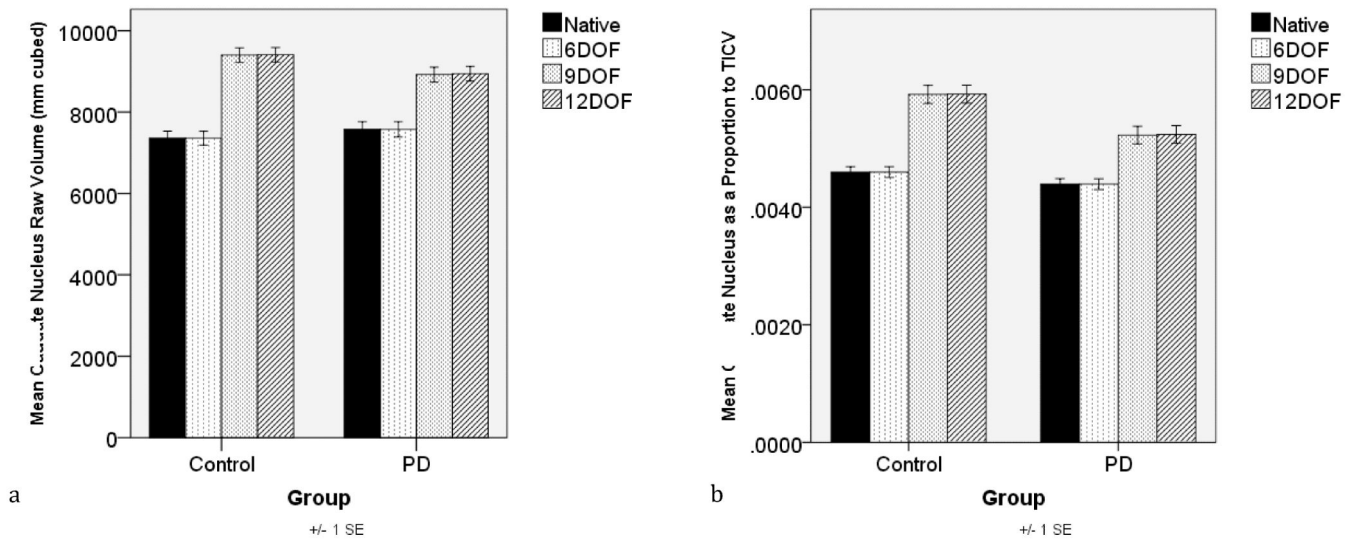 Mean Nucleus Raw Volume (mm cubed)
10000
8000
6000
4000
2000
0
Control
PD
Group
+/- 1 SE
Native
6DOF
9DOF
12DOF
a
Mean Nucleus as a Proportion to TICV
.0060
.0040
.0020
.0000
Control
PD
Group
+/- 1 SE
Native
6DOF
9DOF
12DOF
b